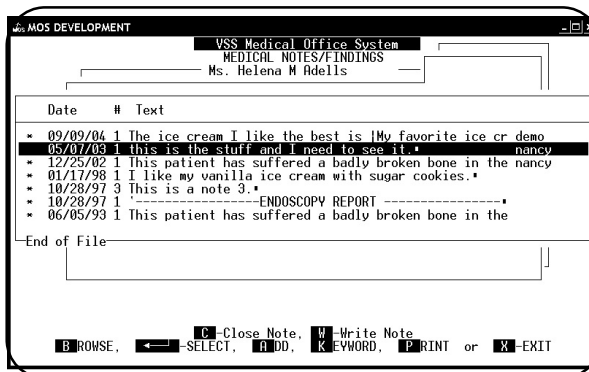 MOS DEVELOPMENT
VSS Medical Office System
MEDICAL NOTES/FINDINGS
Ms. Helena M Adells
Date # Text
* 09/09/04 1 The ice cream I like the best is |My favorite ice cr demo
05/07/03 1 this is the stuff and I need to see it. nancy
* 12/25/02 1 This patient has suffered a badly broken bone in the nancy
* 01/17/98 1 I like my vanilla ice cream with sugar cookies.
* 10/28/97 3 This is a note 3.
* 10/28/97 1 '-----------------ENDOSCOPY REPORT ----------------
* 06/05/93 1 This patient has suffered a badly broken bone in the
End of File
C -Close Note, W -Write Note
B ROWSE, ◄──┘ -SELECT, A DD, K EYWORD, P RINT or X -EXIT